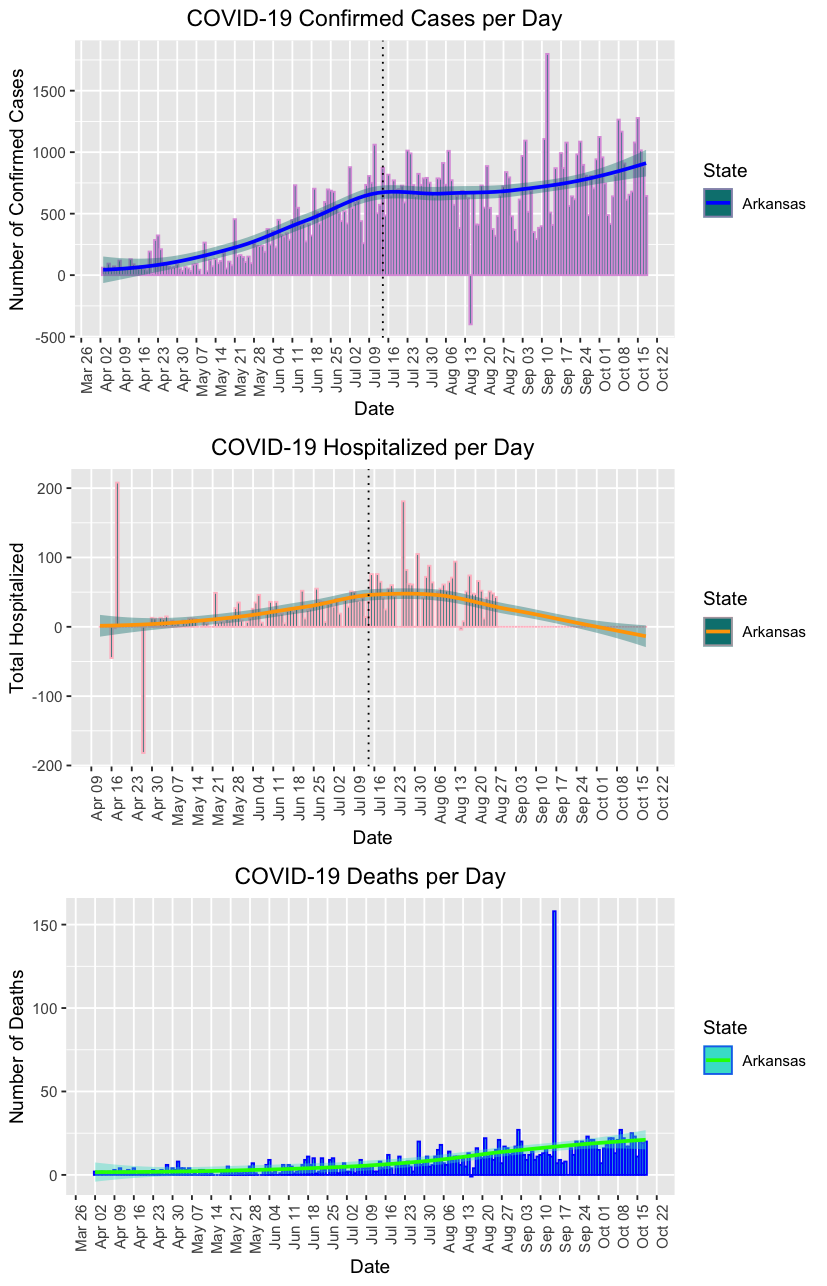 COVID-19 Confirmed Cases per Day
Number of Confirmed Cases
1500
1000
500
0
-500
Mar 26
Apr 02
Apr 09
Apr 16
Apr 23
Apr 30
May 07
May 14
May 21
May 28
Jun 04
Jun 11
Jun 18
Jun 25
Jul 02
Jul 09
Jul 16
Jul 23
Jul 30
Aug 06
Aug 13
Aug 20
Aug 27
Sep 03
Sep 10
Sep 17
Sep 24
Oct 01
Oct 08
Oct 15
Oct 22
Date
State
Arkansas
COVID-19 Hospitalized per Day
Total Hospitalized
200
100
0
-100
-200
Apr 09
Apr 16
Apr 23
Apr 30
May 07
May 14
May 21
May 28
Jun 04
Jun 11
Jun 18
Jun 25
Jul 02
Jul 09
Jul 16
Jul 23
Jul 30
Aug 06
Aug 13
Aug 20
Aug 27
Sep 03
Sep 10
Sep 17
Sep 24
Oct 01
Oct 08
Oct 15
Oct 22
Date
State
Arkansas
COVID-19 Deaths per Day
Number of Deaths
150
100
50
0
Mar 26
Apr 02
Apr 09
Apr 16
Apr 23
Apr 30
May 07
May 14
May 21
May 28
Jun 04
Jun 11
Jun 18
Jun 25
Jul 02
Jul 09
Jul 16
Jul 23
Jul 30
Aug 06
Aug 13
Aug 20
Aug 27
Sep 03
Sep 10
Sep 17
Sep 24
Oct 01
Oct 08
Oct 15
Oct 22
Date
State
Arkansas